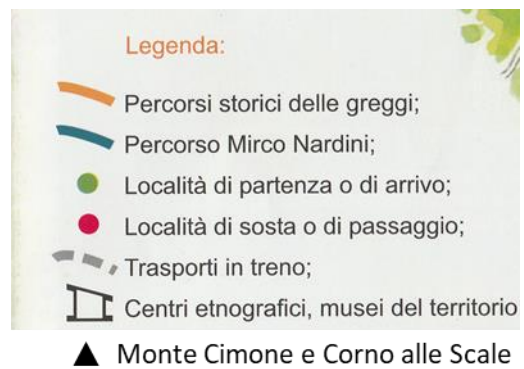 Legenda:
Percorsi storici delle greggi;
Percorso Mirco Nardini;
Località di partenza o di arrivo;
Località di sosta o di passaggio;
Trasporti in treno;
Centri etnografici, musei del territorio
Monte Cimone e Corno alle Scale